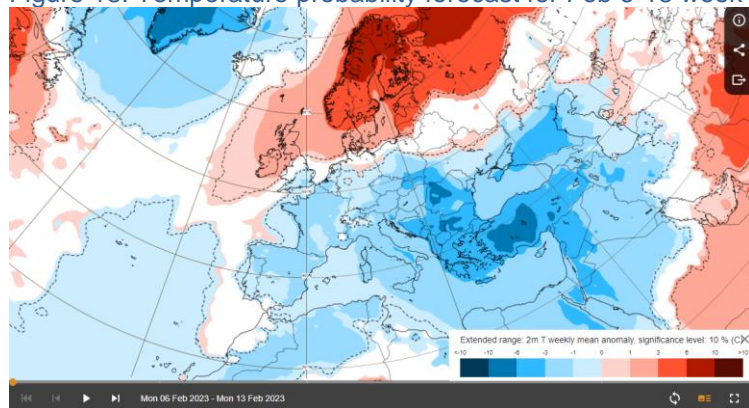 Extended range: 2m T weekly mean anomaly, significance level: 10 % (C)
<-10 -10 -6 -3 -1 0 1 3 6 10 >10
Mon 06 Feb 2023 - Mon 13 Feb 2023